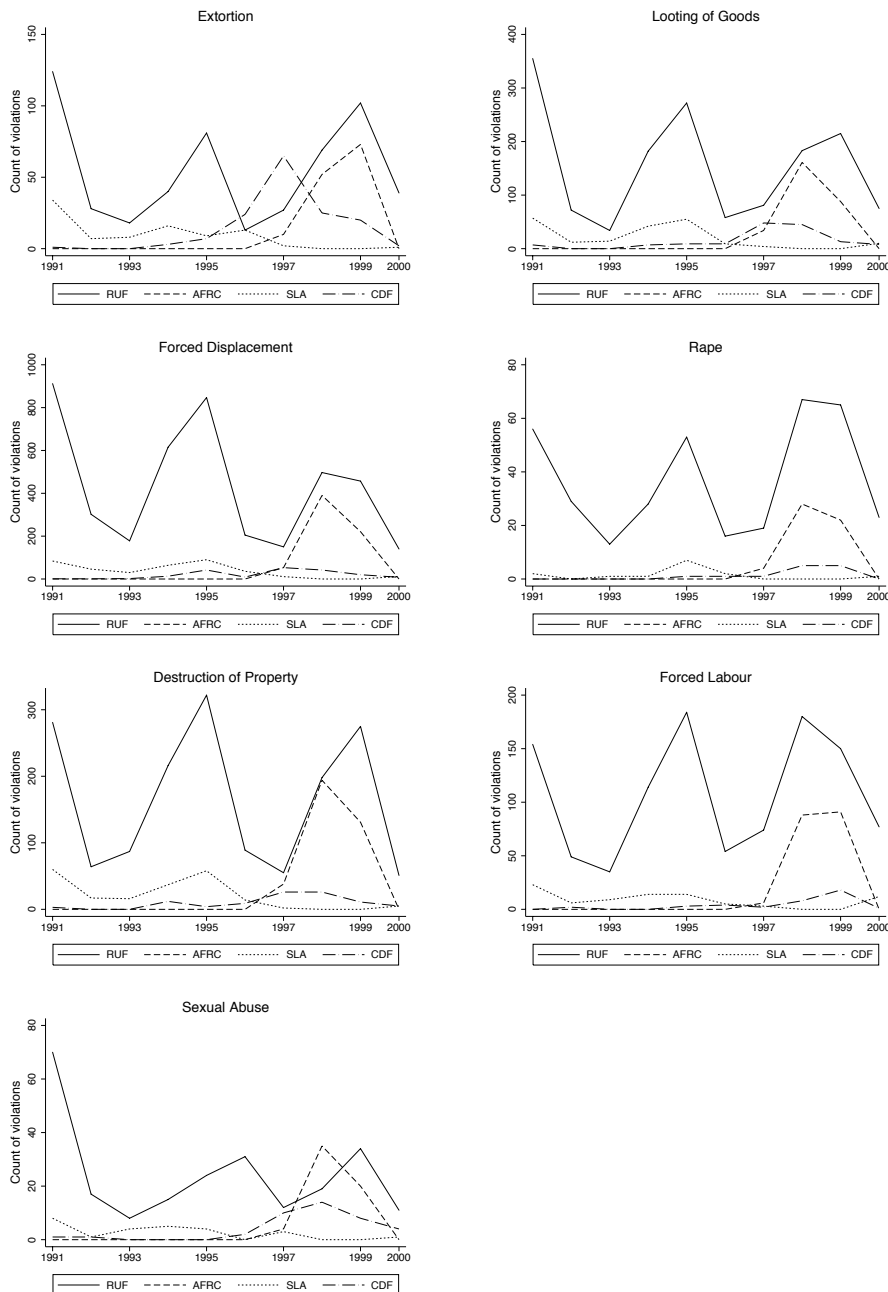 Extortion
Count of violations
150
100
50
0
1991 1993 1995 1997 1999 2000
RUF AFRC SLA CDF
Looting of Goods
Count of violations
400
300
200
100
0
1991 1993 1995 1997 1999 2000
RUF AFRC SLA CDF
Forced Displacement
Count of violations
1000
800
600
400
200
0
1991 1993 1995 1997 1999 2000
RUF AFRC SLA CDF
Rape
Count of violations
80
60
40
20
0
1991 1993 1995 1997 1999 2000
RUF AFRC SLA CDF
Destruction of Property
Count of violations
300
200
100
0
1991 1993 1995 1997 1999 2000
RUF AFRC SLA CDF
Forced Labour
Count of violations
200
150
100
50
0
1991 1993 1995 1997 1999 2000
RUF AFRC SLA CDF
Sexual Abuse
Count of violations
80
60
40
20
0
1991 1993 1995 1997 1999 2000
RUF AFRC SLA CDF